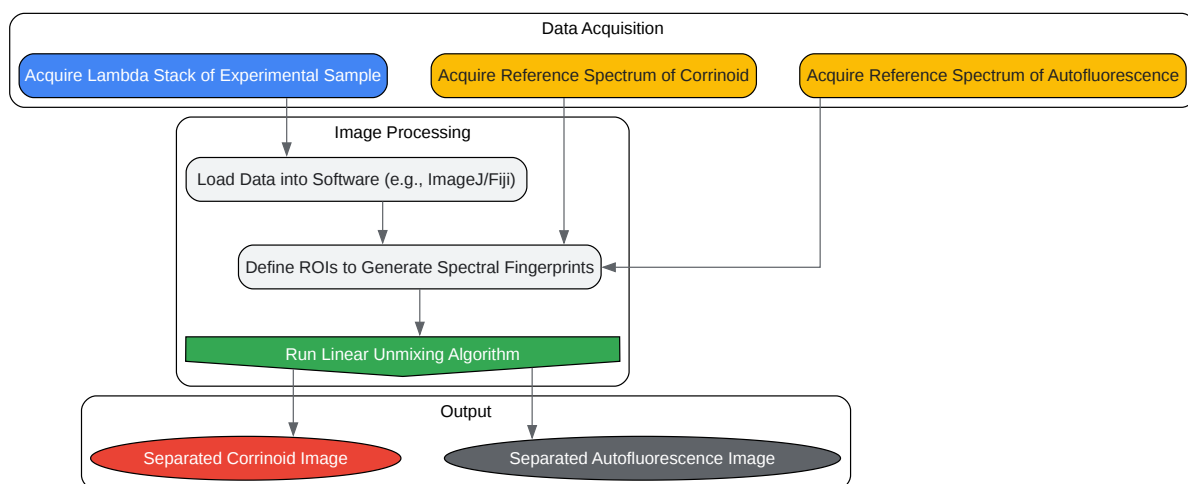 Data Acquisition
Acquire Lambda Stack of Experimental Sample
Acquire Reference Spectrum of Corrinoid
Acquire Reference Spectrum of Autofluorescence
Image Processing
Load Data into Software (e.g., ImageJ/Fiji)
Define ROIs to Generate Spectral Fingerprints
Run Linear Unmixing Algorithm
Output
Separated Corrinoid Image
Separated Autofluorescence Image